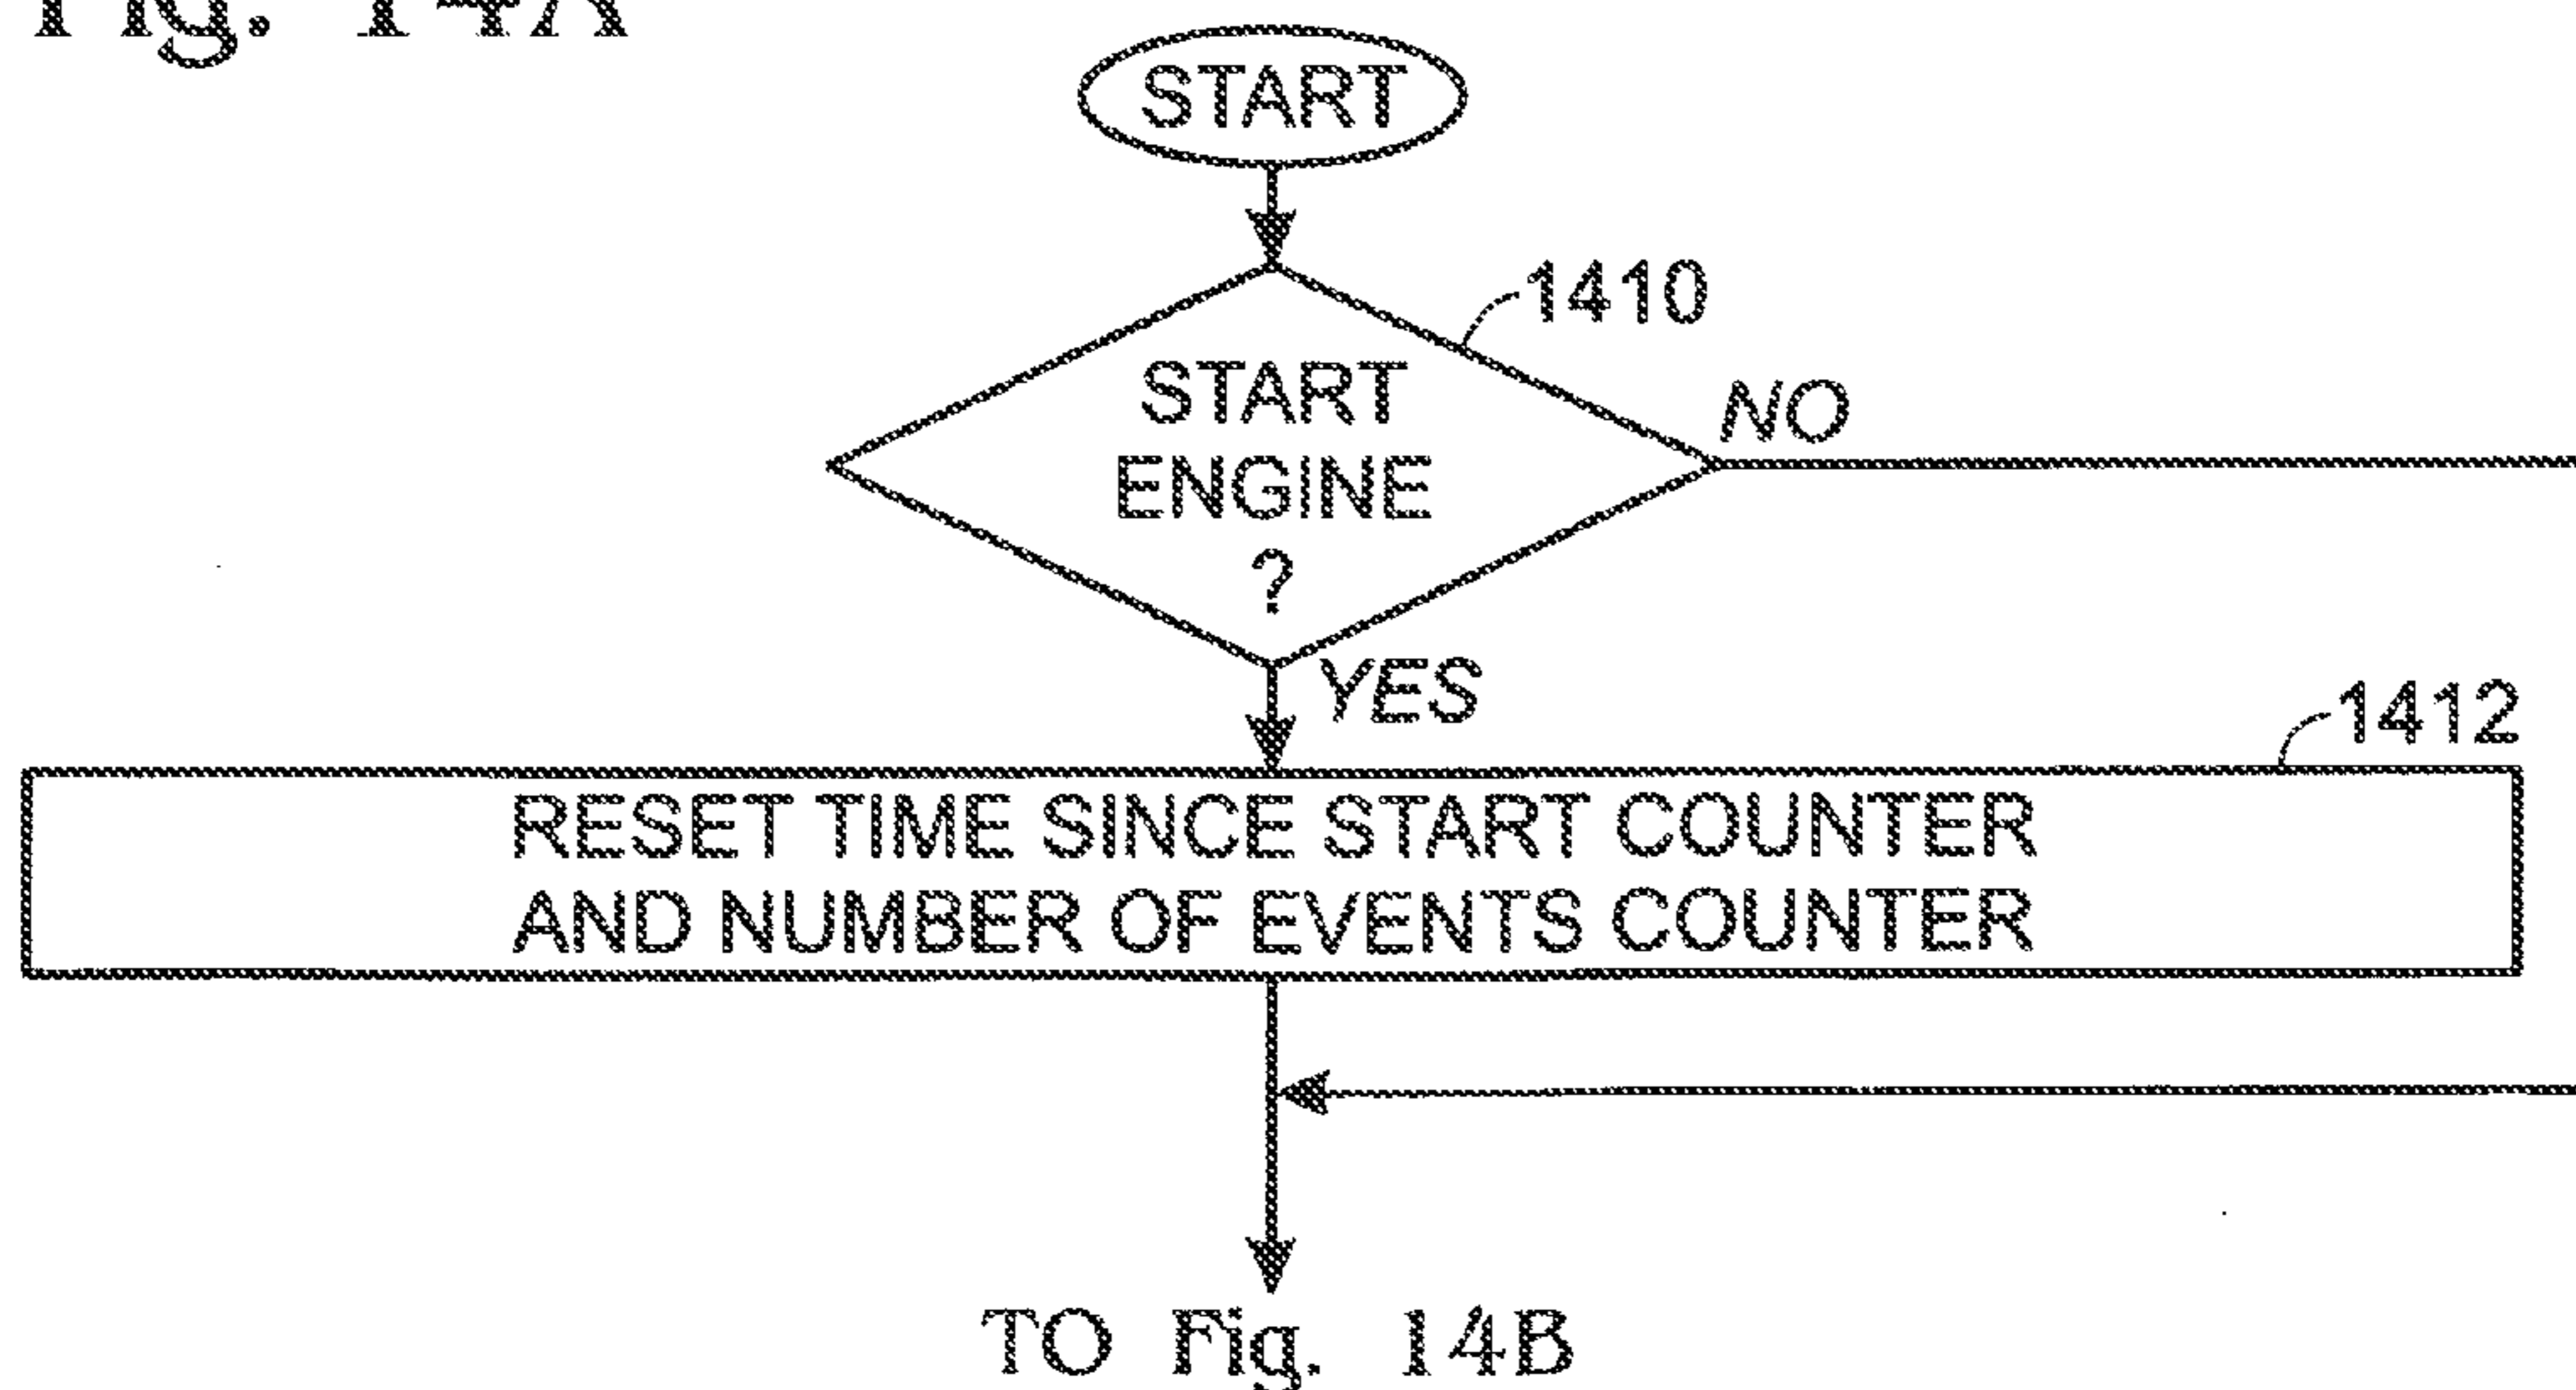 Fig. 14A
START
1410
START
ENGINE
?
NO
YES
1412
RESET TIME SINCE START COUNTER
AND NUMBER OF EVENTS COUNTER
TO Fig. 14B